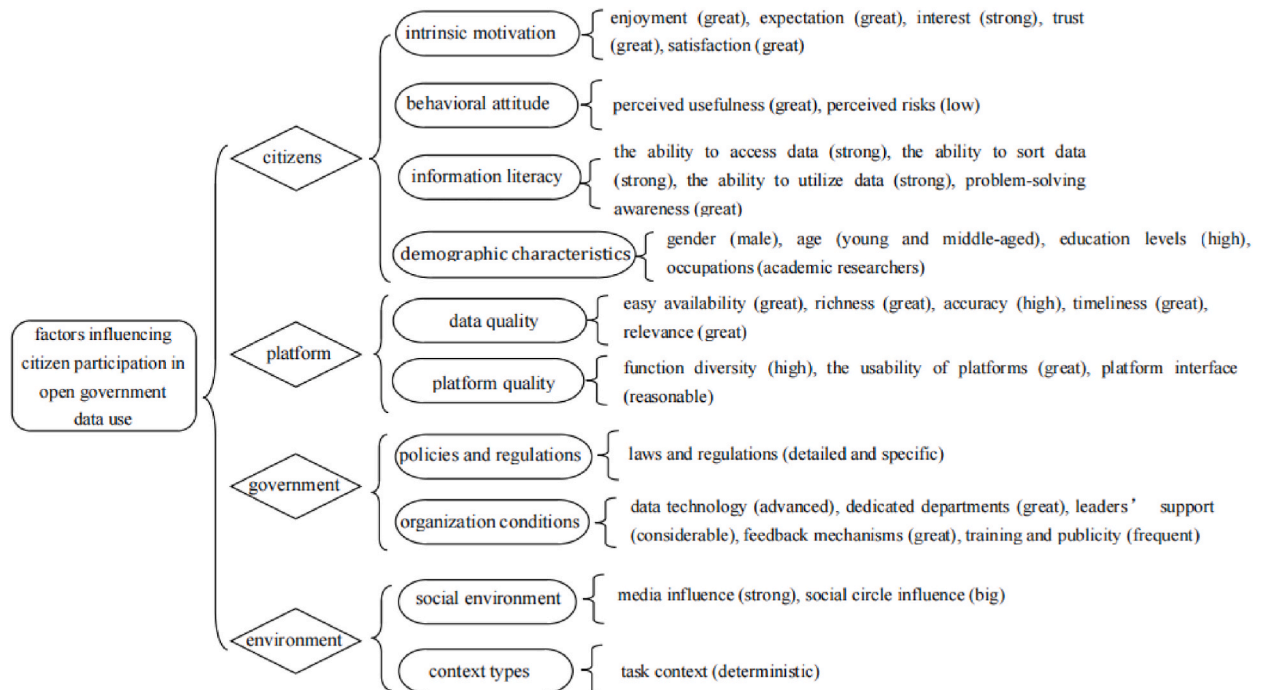 factors influencing
citizen participation in
open government
data use
citizens
intrinsic motivation
enjoyment (great), expectation (great), interest (strong), trust
(great), satisfaction (great)
behavioral attitude
perceived usefulness (great), perceived risks (low)
information literacy
the ability to access data (strong), the ability to sort data
(strong), the ability to utilize data (strong), problem-solving
awareness (great)
demographic characteristics
gender (male), age (young and middle-aged), education levels (high),
occupations (academic researchers)
platform
data quality
easy availability (great), richness (great), accuracy (high), timeliness (great),
relevance (great)
platform quality
function diversity (high), the usability of platforms (great), platform interface
(reasonable)
government
policies and regulations
laws and regulations (detailed and specific)
organization conditions
data technology (advanced), dedicated departments (great), leaders’ support
(considerable), feedback mechanisms (great), training and publicity (frequent)
environment
social environment
media influence (strong), social circle influence (big)
context types
task context (deterministic)